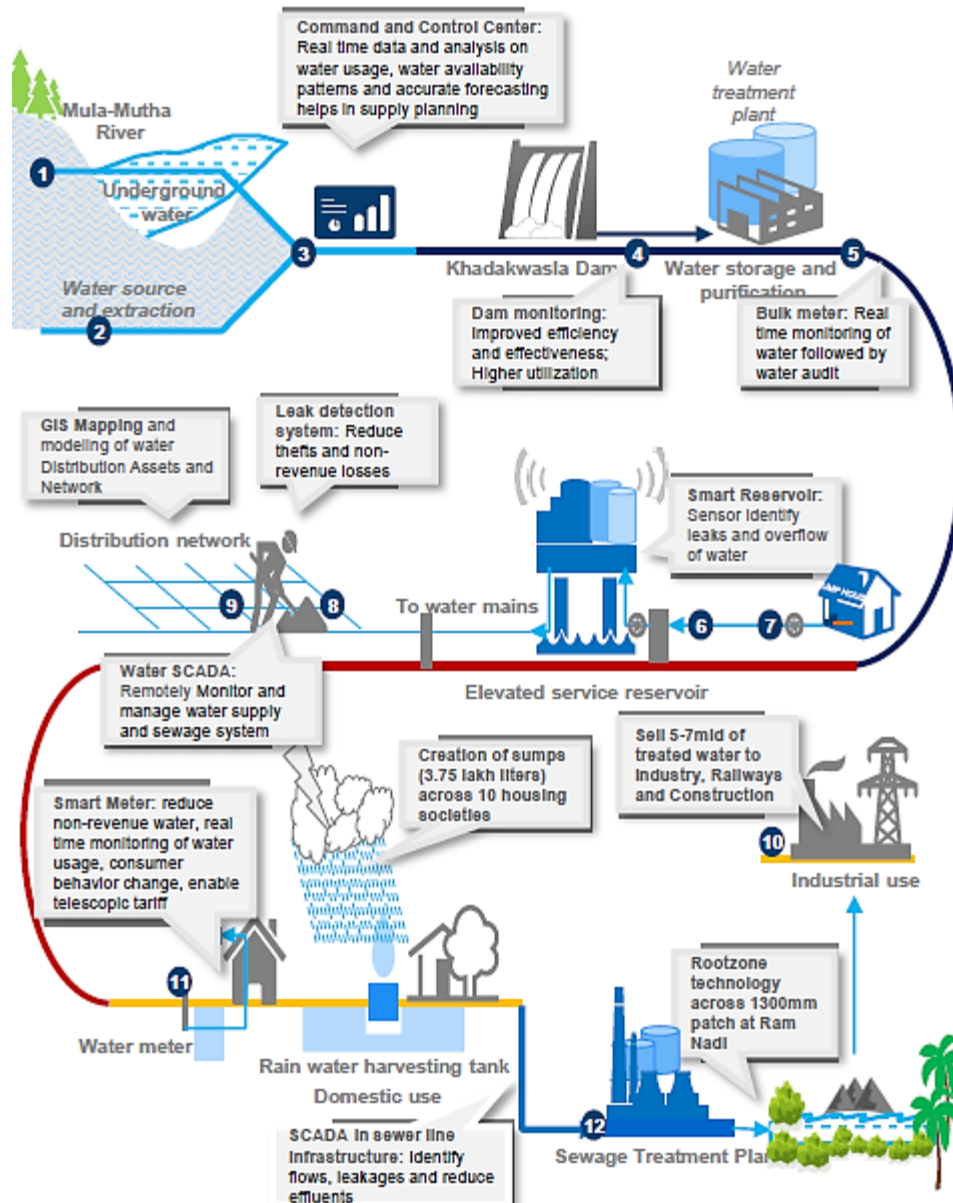 Command and Control Center:
Real time data and analysis on
water usage, water availability
patterns and accurate forecasting
helps in supply planning
Water
treatment
plant
Mula-Mutha
River
1
Underground
water
3
Khadakwasla Dam
4
Water storage and
purification
5
Water source
and extraction
2
Dam monitoring:
Improved efficiency
and effectiveness;
Higher utilization
Bulk meter: Real
time monitoring of
water followed by
water audit
GIS Mapping and
modeling of water
Distribution Assets and
Network
Leak detection
system: Reduce
thefts and non-
revenue losses
Smart Reservoir:
Sensor identify
leaks and overflow
of water
Distribution network
9
8
To water mains
6
7
Elevated service reservoir
Water SCADA:
Remotely Monitor and
manage water supply
and sewage system
Creation of sumps
(3.75 lakh liters)
across 10 housing
societies
Sell 5-7mld of
treated water to
Industry, Railways
and Construction
Smart Meter: reduce
non-revenue water, real
time monitoring of water
usage, consumer
behavior change, enable
telescopic tariff
10
Industrial use
11
Water meter
Rain water harvesting tank
Domestic use
Rootzone
technology
across 1300mm
patch at Ram
Nadi
SCADA in sewer line
Infrastructure: Identify
flows, leakages and reduce
effluents
12
Sewage Treatment Plan